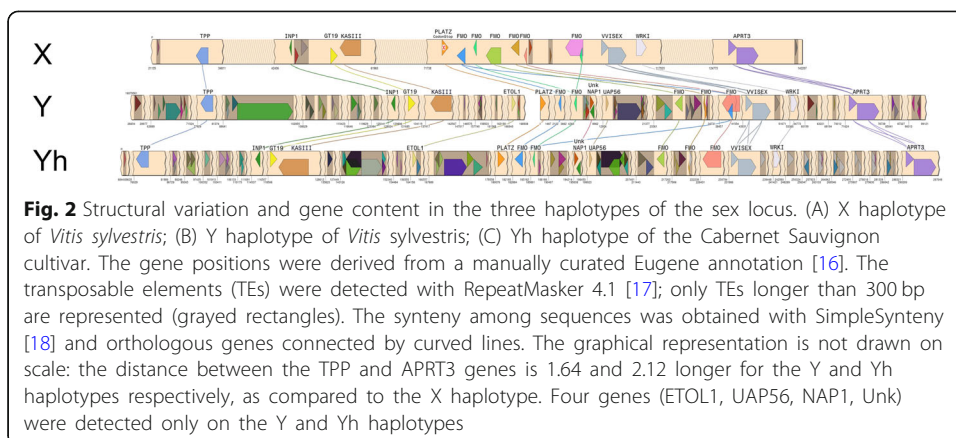 PLATZ
TPP INP1 GT19 KASIII FMO FMO FMO FMO FMO FMO VVISEX WRKI APRT3
X
Unk
TPP INP1 GT19 KASIII ETOL1 PLATZ FMO FMO NAP1 UAP56 FMO FMO FMO VVISEX WRKI APRT3
Y
Unk
TPP INP1 GT19 KASIII ETOL1 PLATZ FMO FMO NAP1 UAP56 FMO FMO FMO VVISEX WRKI APRT3
Yh
Fig. 2 Structural variation and gene content in the three haplotypes of the sex locus. (A) X haplotype
of Vitis sylvestris; (B) Y haplotype of Vitis sylvestris; (C) Yh haplotype of the Cabernet Sauvignon
cultivar. The gene positions were derived from a manually curated Eugene annotation [16]. The
transposable elements (TEs) were detected with RepeatMasker 4.1 [17]; only TEs longer than 300 bp
are represented (grayed rectangles). The synteny among sequences was obtained with SimpleSynteny
[18] and orthologous genes connected by curved lines. The graphical representation is not drawn on
scale: the distance between the TPP and APRT3 genes is 1.64 and 2.12 longer for the Y and Yh
haplotypes respectively, as compared to the X haplotype. Four genes (ETOL1, UAP56, NAP1, Unk)
were detected only on the Y and Yh haplotypes